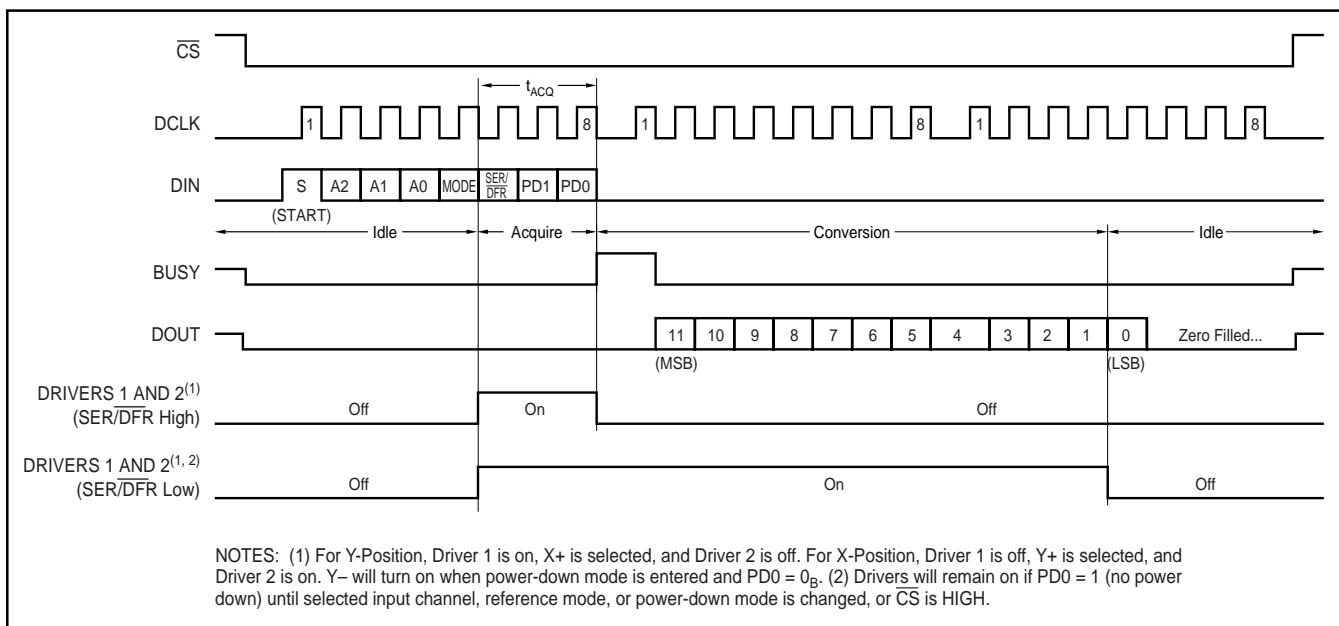 CS
tACQ
DCLK 1 8 1 8 1 8
DIN S A2 A1 A0 MODE SER/DFR PD1 PD0
(START)
Idle Acquire Conversion Idle
BUSY
DOUT 11 10 9 8 7 6 5 4 3 2 1 0 Zero Filled...
(MSB) (LSB)
DRIVERS 1 AND 2(1)
(SER/DFR High) Off On Off
DRIVERS 1 AND 2(1, 2)
(SER/DFR Low) Off On Off
NOTES: (1) For Y-Position, Driver 1 is on, X+ is selected, and Driver 2 is off. For X-Position, Driver 1 is off, Y+ is selected, and
Driver 2 is on. Y– will turn on when power-down mode is entered and PD0 = 0B. (2) Drivers will remain on if PD0 = 1 (no power
down) until selected input channel, reference mode, or power-down mode is changed, or CS is HIGH.